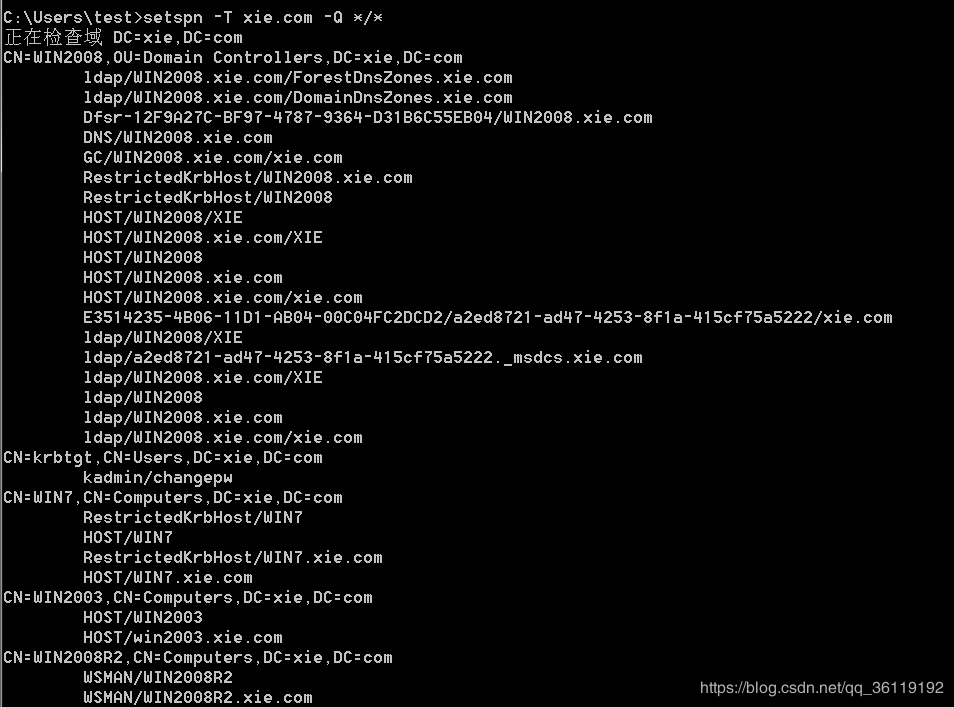 C:\Users\test>setspn -T xie.com -Q */*
正在检查域 DC=xie,DC=com
CN=WIN2008,OU=Domain Controllers,DC=xie,DC=com
ldap/WIN2008.xie.com/ForestDnsZones.xie.com
ldap/WIN2008.xie.com/DomainDnsZones.xie.com
Dfsr-12F9A27C-BF97-4787-9364-D31B6C55EB04/WIN2008.xie.com
DNS/WIN2008.xie.com
GC/WIN2008.xie.com/xie.com
RestrictedKrbHost/WIN2008.xie.com
RestrictedKrbHost/WIN2008
HOST/WIN2008/XIE
HOST/WIN2008.xie.com/XIE
HOST/WIN2008
HOST/WIN2008.xie.com
HOST/WIN2008.xie.com/xie.com
E3514235-4B06-11D1-AB04-00C04FC2DCD2/a2ed8721-ad47-4253-8f1a-415cf75a5222/xie.com
ldap/WIN2008/XIE
ldap/a2ed8721-ad47-4253-8f1a-415cf75a5222._msdcs.xie.com
ldap/WIN2008.xie.com/XIE
ldap/WIN2008
ldap/WIN2008.xie.com
ldap/WIN2008.xie.com/xie.com
CN=krbtgt,CN=Users,DC=xie,DC=com
kadmin/changepw
CN=WIN7,CN=Computers,DC=xie,DC=com
RestrictedKrbHost/WIN7
HOST/WIN7
RestrictedKrbHost/WIN7.xie.com
HOST/WIN7.xie.com
CN=WIN2003,CN=Computers,DC=xie,DC=com
HOST/WIN2003
HOST/win2003.xie.com
CN=WIN2008R2,CN=Computers,DC=xie,DC=com
WSMAN/WIN2008R2
WSMAN/WIN2008R2.xie.com
https://blog.csdn.net/qq_36119192